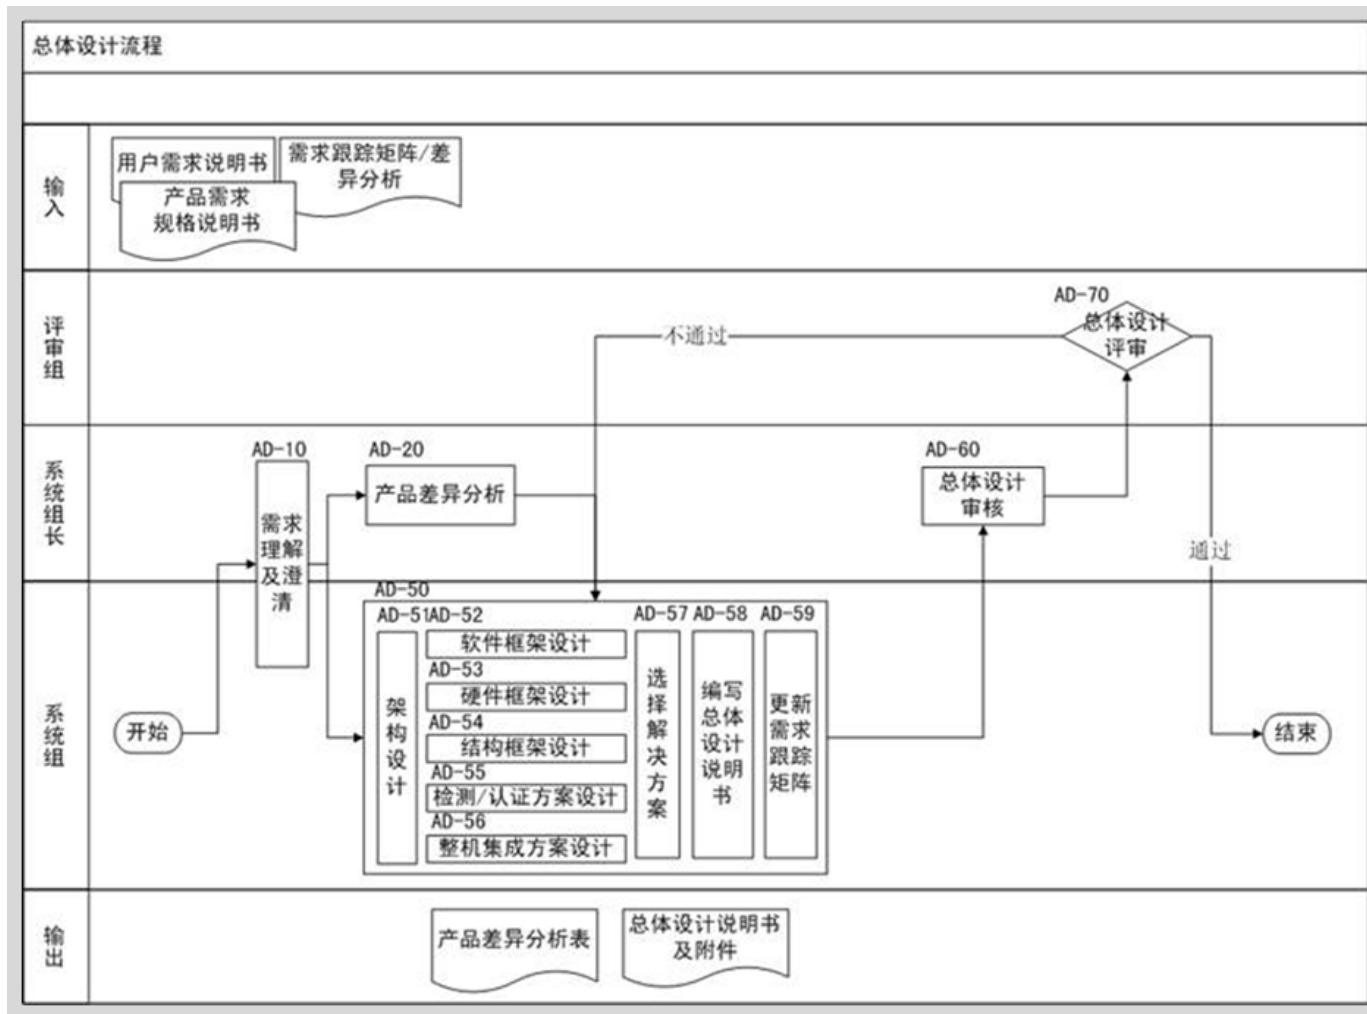 总体设计流程
输
入
用户需求说明书
需求跟踪矩阵/差
异分析
产品需求
规格说明书
评
审
组
AD-70
总体设计
评审
不通过
系
统
组
长
AD-10
需求
理解
及澄
清
AD-20
产品差异分析
AD-60
总体设计
审核
通过
系
统
组
开始
AD-50
AD-51
架
构
设
计
AD-52
软件框架设计
AD-53
硬件框架设计
AD-54
结构框架设计
AD-55
检测/认证方案设计
AD-56
整机集成方案设计
AD-57
选
择
解
决
方
案
AD-58
编写
总体
设计
说明
书
AD-59
更新
需求
跟踪
矩阵
结束
输
出
产品差异分析表
总体设计说明书
及附件